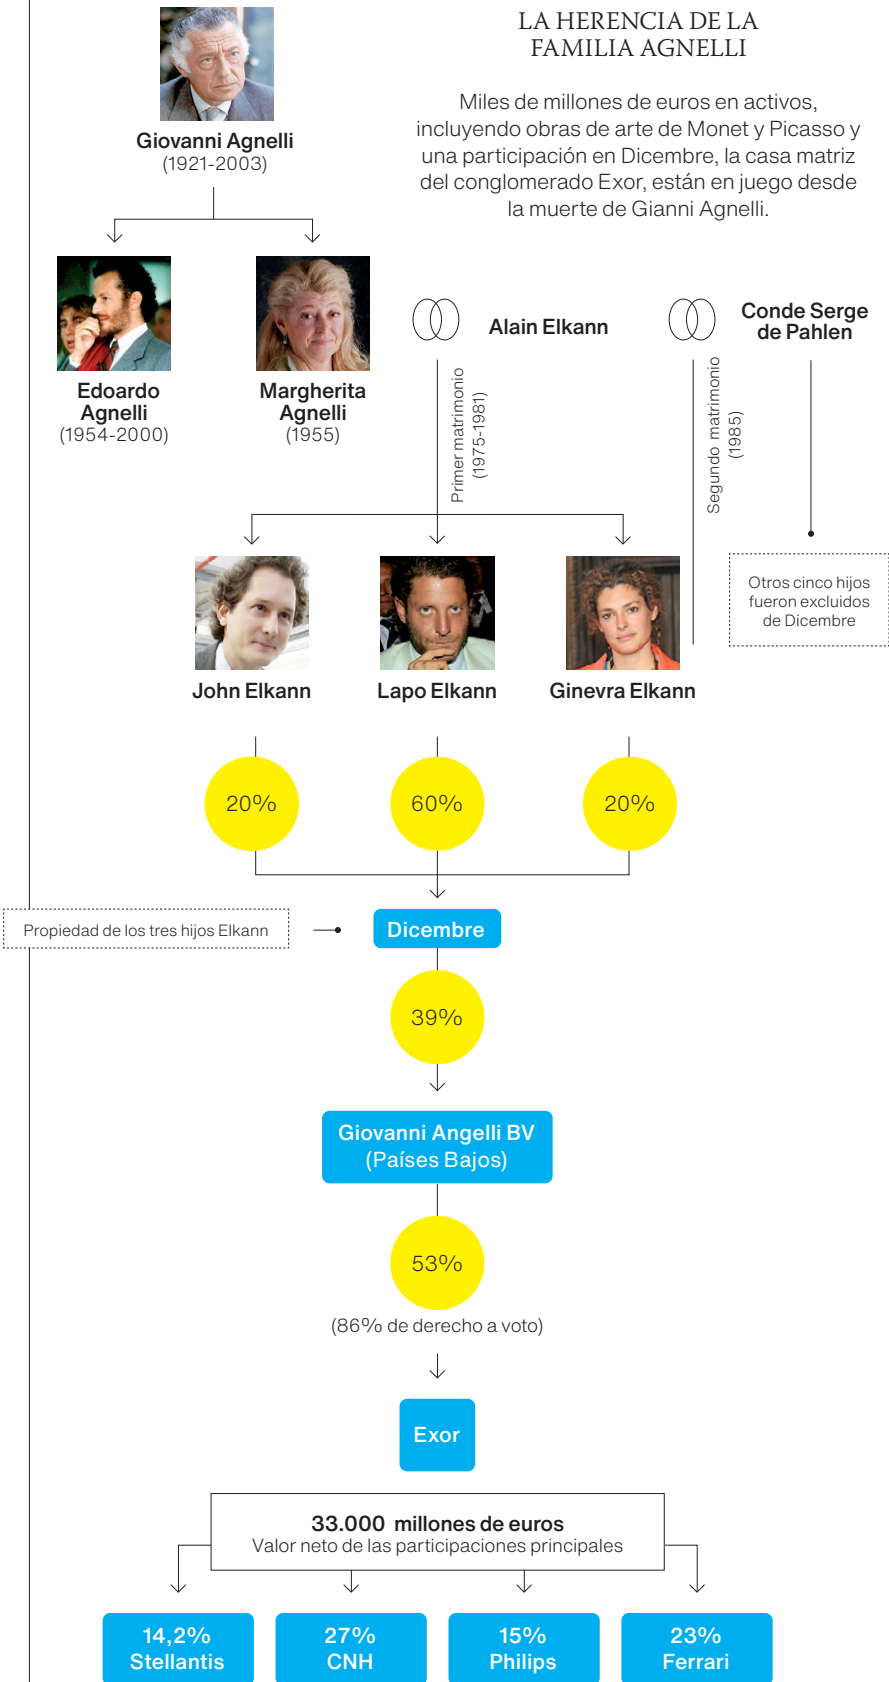 LA HERENCIA DE LA
FAMILIA AGNELLI
Miles de millones de euros en activos,
incluyendo obras de arte de Monet y Picasso y
una participación en Dicembre, la casa matriz
del conglomerado Exor, están en juego desde
la muerte de Gianni Agnelli.
Giovanni Agnelli
(1921-2003)
Edoardo
Agnelli
(1954-2000)
Margherita
Agnelli
(1955)
Alain Elkann
Conde Serge
de Pahlen
Primer matrimonio
(1975-1981)
Segundo matrimonio
(1985)
Otros cinco hijos
fueron excluidos
de Dicembre
John Elkann
Lapo Elkann
Ginevra Elkann
20%
60%
20%
Propiedad de los tres hijos Elkann
Dicembre
39%
Giovanni Angelli BV
(Países Bajos)
53%
(86% de derecho a voto)
Exor
33.000 millones de euros
Valor neto de las participaciones principales
14,2%
Stellantis
27%
CNH
15%
Philips
23%
Ferrari